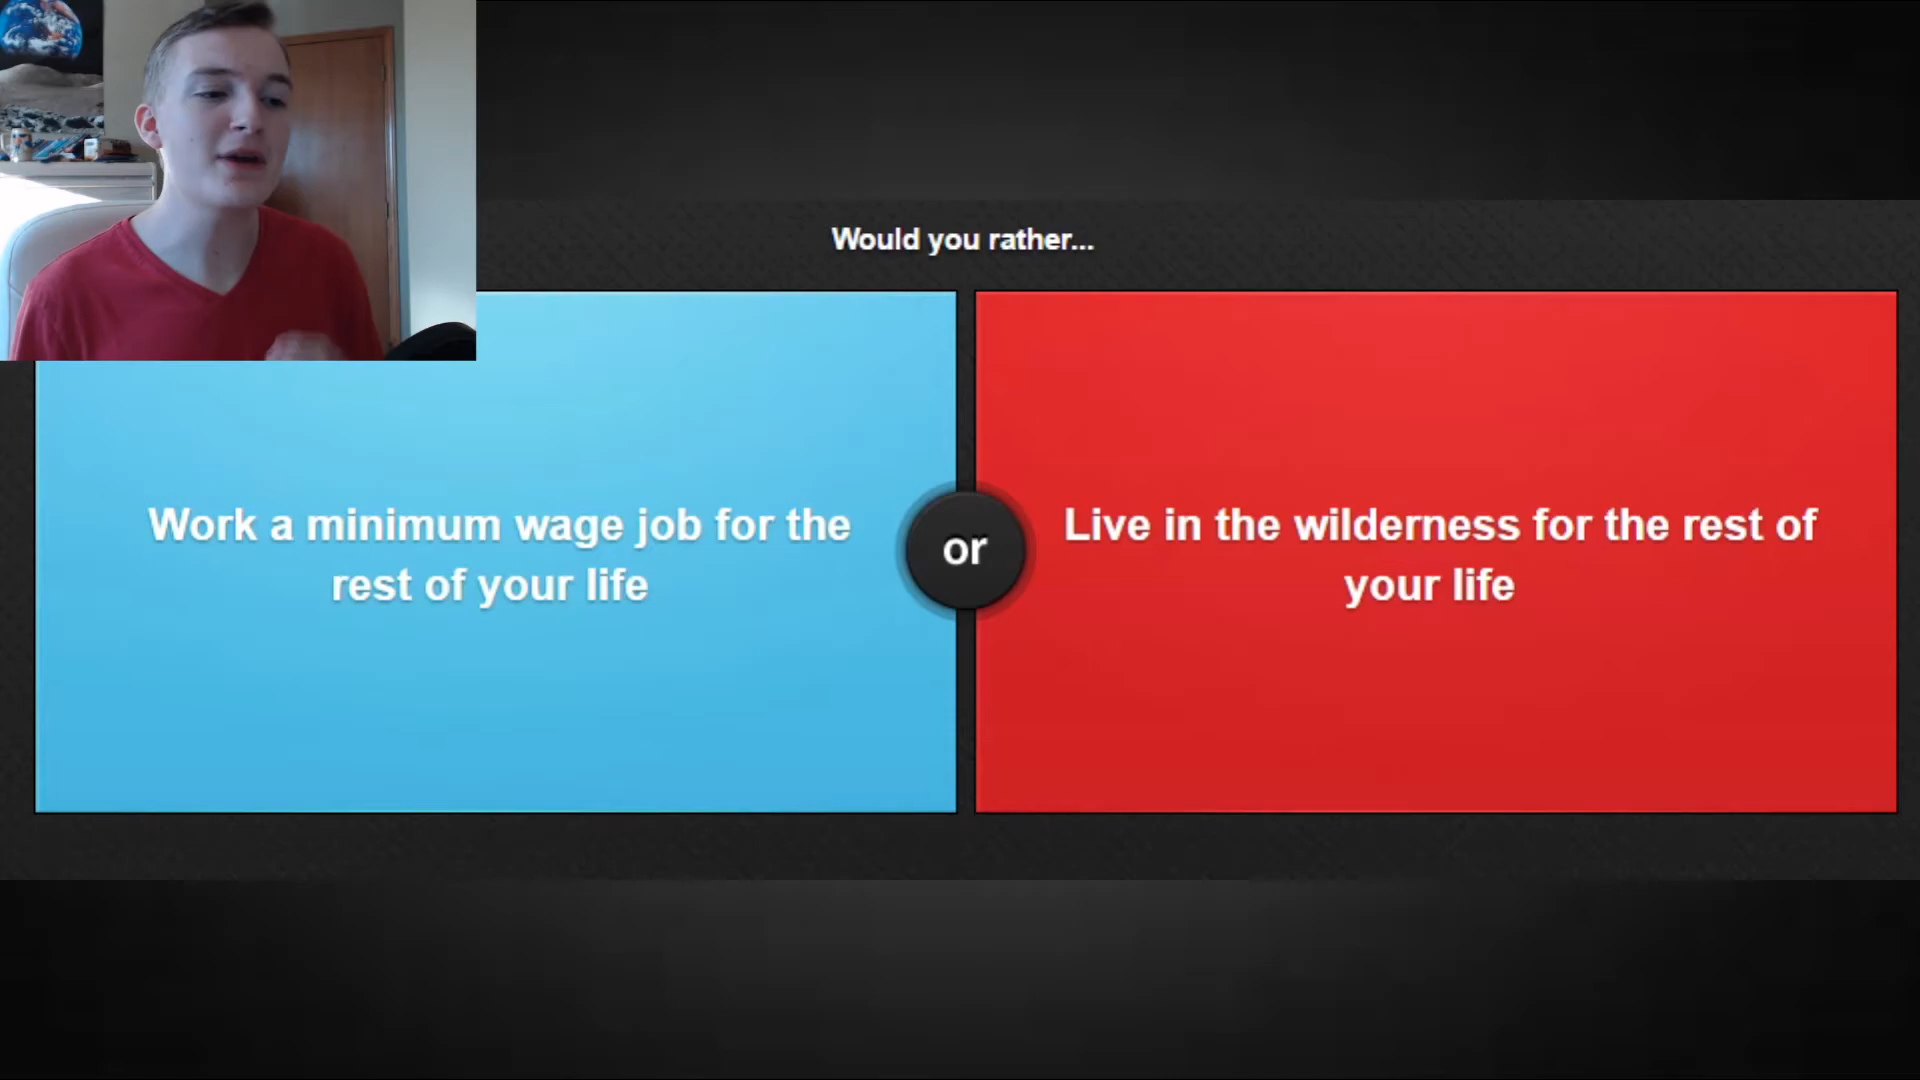 Would you rather...
Work a minimum wage job for the
rest of your life
or
Live in the wilderness for the rest of
your life